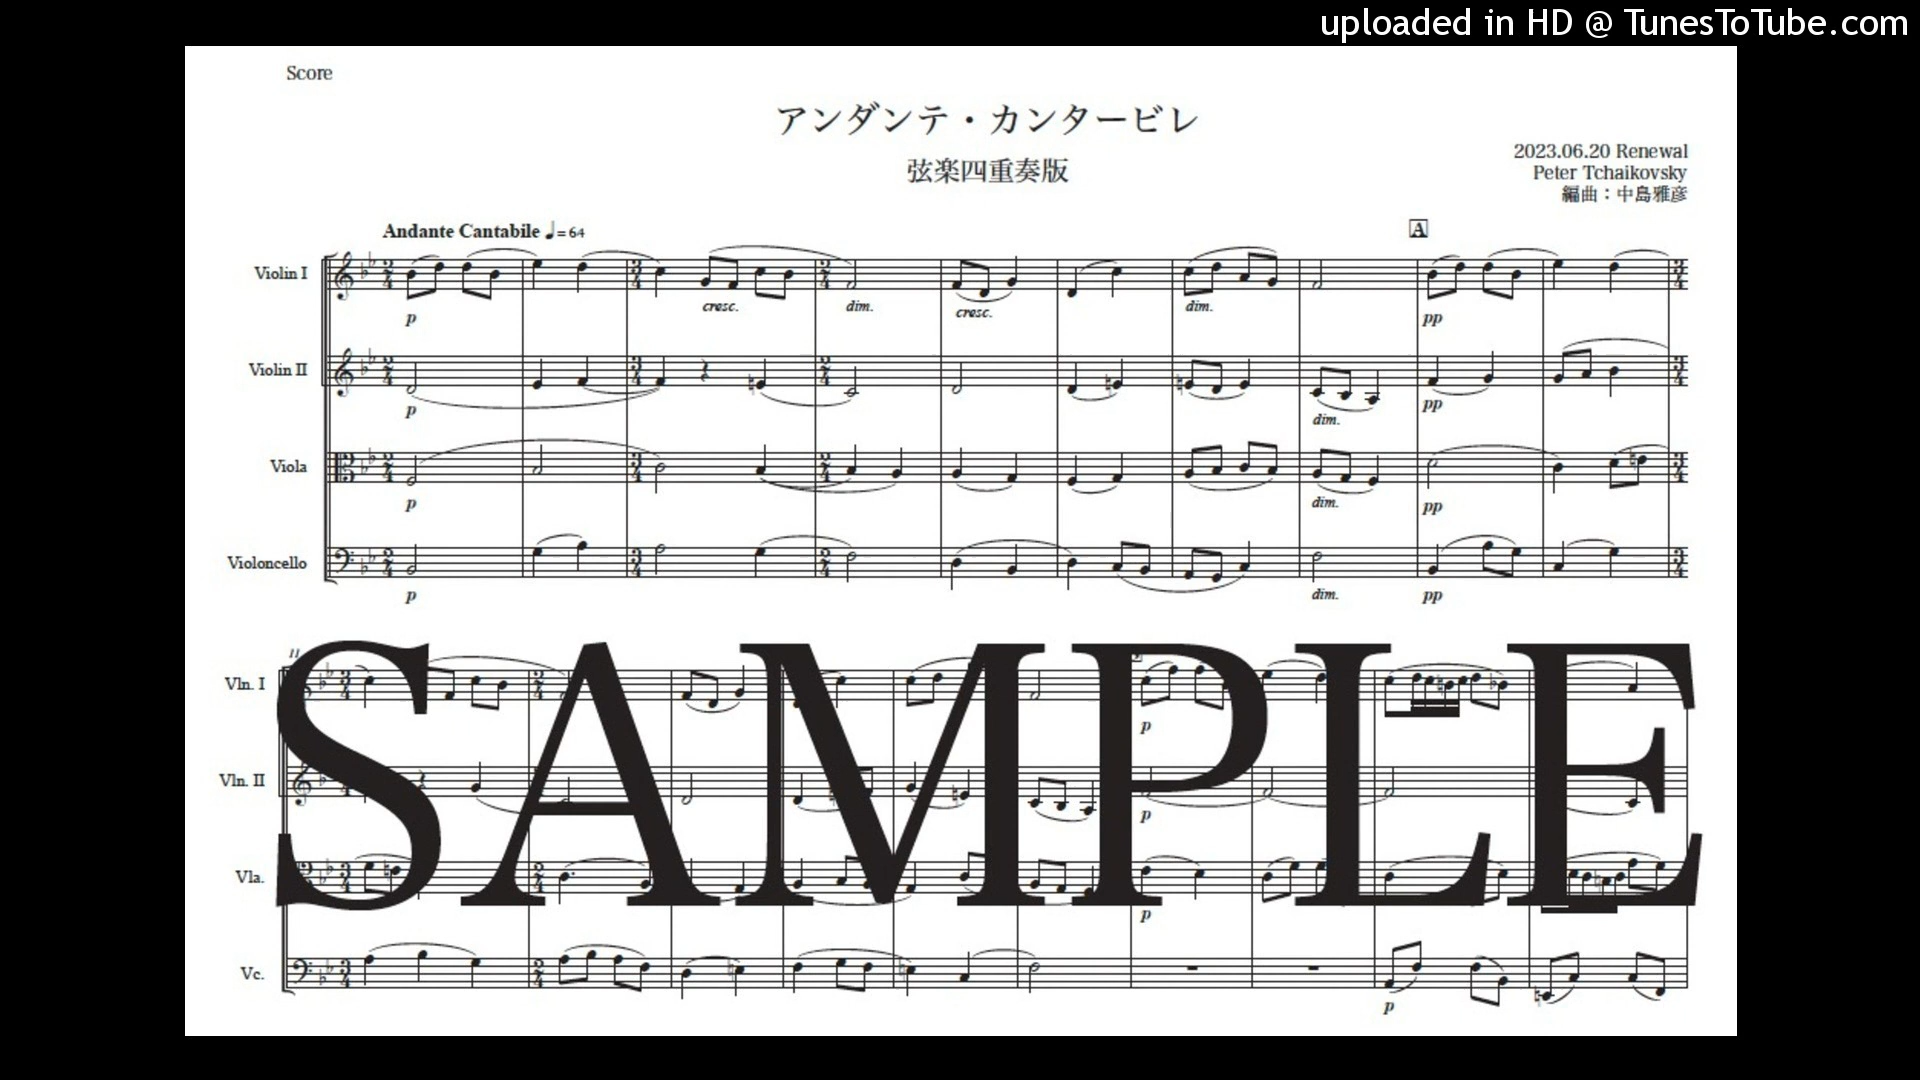 uploaded in HD @ TunesToTube.com
Score
アンダンテ・カンタービレ
弦楽四重奏版
2023.06.20 Renewal
Peter Tchaikovsky
編曲：中島雅彦
Andante Cantabile ♩=64
A
Violin I
p
cresc.
dim.
cresc.
dim.
pp
Violin II
p
dim.
pp
Viola
p
dim.
pp
Violoncello
p
dim.
pp
SAMPLE
11
Vln. I
p
Vln. II
p
Vla.
p
Vc.
p